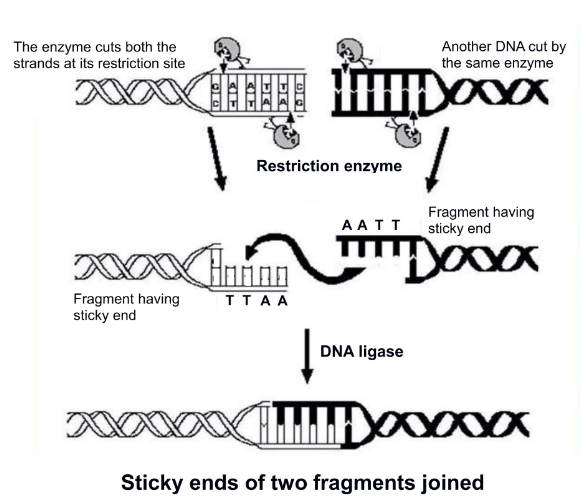 The enzyme cuts both the
strands at its restriction site
Another DNA cut by
the same enzyme
G A A T T C
C T T A A G
Restriction enzyme
A A T T
Fragment having
sticky end
Fragment having
sticky end
T T A A
DNA ligase
Sticky ends of two fragments joined